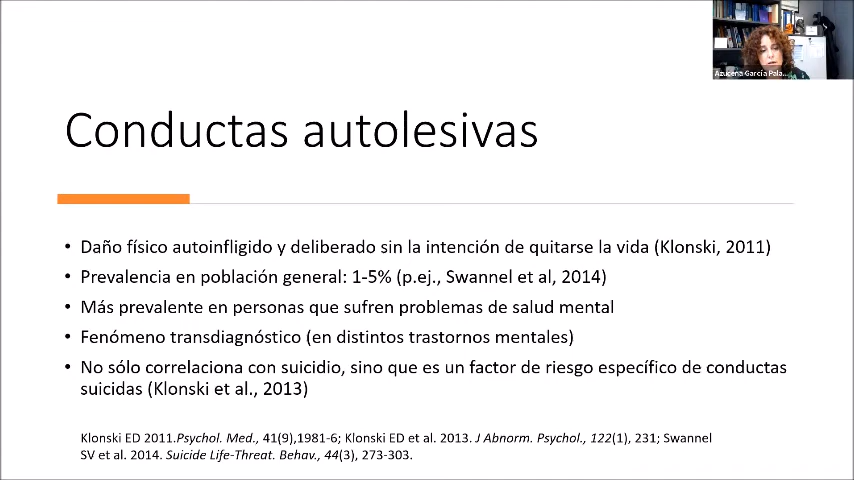 Azucena García Pala...
Conductas autolesivas
• Daño físico autoinfligido y deliberado sin la intención de quitarse la vida (Klonski, 2011)
• Prevalencia en población general: 1-5% (p.ej., Swannel et al, 2014)
• Más prevalente en personas que sufren problemas de salud mental
• Fenómeno transdiagnóstico (en distintos trastornos mentales)
• No sólo correlaciona con suicidio, sino que es un factor de riesgo específico de conductas
suicidas (Klonski et al., 2013)
Klonski ED 2011.Psychol. Med., 41(9),1981-6; Klonski ED et al. 2013. J Abnorm. Psychol., 122(1), 231; Swannel
SV et al. 2014. Suicide Life-Threat. Behav., 44(3), 273-303.